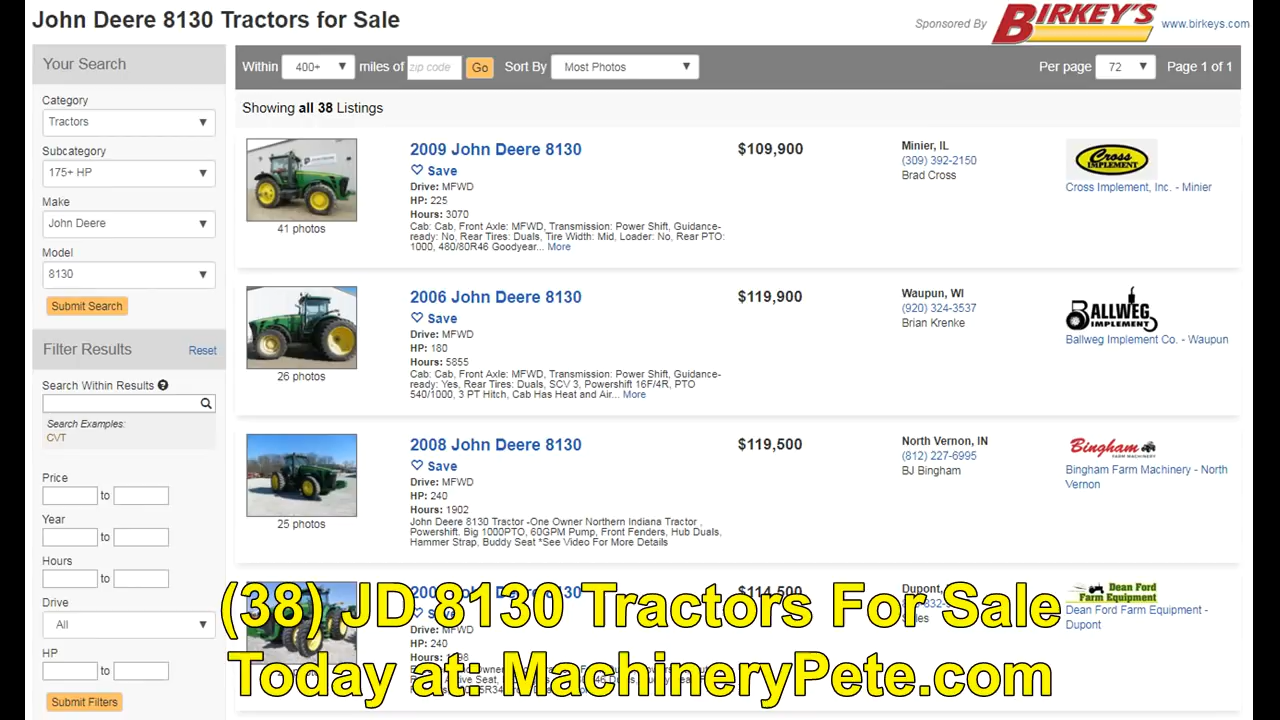 John Deere 8130 Tractors for Sale
Sponsored By BIRKEY'S www.birkeys.com
Your Search
Category
Tractors
Subcategory
175+ HP
Make
John Deere
Model
8130
Submit Search
Filter Results Reset
Search Within Results
Search Examples:
CVT
Price
to
Year
to
Hours
to
Drive
All
HP
to
Submit Filters
Within 400+ miles of zip code Go Sort By Most Photos Per page 72 Page 1 of 1
Showing all 38 Listings
41 photos
2009 John Deere 8130
Save
Drive: MFWD
HP: 225
Hours: 3070
Cab: Cab, Front Axle: MFWD, Transmission: Power Shift, Guidance-
ready: No, Rear Tires: Duals, Tire Width: Mid, Loader: No, Rear PTO:
1000, 480/80R46 Goodyear... More
$109,900
Minier, IL
(309) 392-2150
Brad Cross
Cross IMPLEMENT
Cross Implement, Inc. - Minier
26 photos
2006 John Deere 8130
Save
Drive: MFWD
HP: 180
Hours: 5855
Cab: Cab, Front Axle: MFWD, Transmission: Power Shift, Guidance-
ready: Yes, Rear Tires: Duals, SCV 3, Powershift 16F/4R, PTO
540/1000, 3 PT Hitch, Cab Has Heat and Air... More
$119,900
Waupun, WI
(920) 324-3537
Brian Krenke
BALLWEG
IMPLEMENT
Ballweg Implement Co. - Waupun
25 photos
2008 John Deere 8130
Save
Drive: MFWD
HP: 240
Hours: 1902
John Deere 8130 Tractor -One Owner Northern Indiana Tractor ,
Powershift. Big 1000PTO, 60GPM Pump, Front Fenders, Hub Duals,
Hammer Strap, Buddy Seat *See Video For More Details
$119,500
North Vernon, IN
(812) 227-6995
BJ Bingham
Bingham
FARM MACHINERY
Bingham Farm Machinery - North
Vernon
$114,500
Drive: MFWD
HP: 240
Dupont,
Dean Ford
Farm Equipment
Dean Ford Farm Equipment -
Dupont
(38) JD 8130 Tractors For Sale
Today at: MachineryPete.com